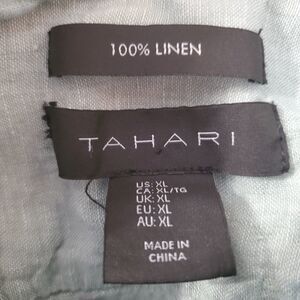 100% LINEN
TAHARI
US: XL
CA: XL/TG
UK: XL
EU: XL
AU: XL
MADE IN
CHINA